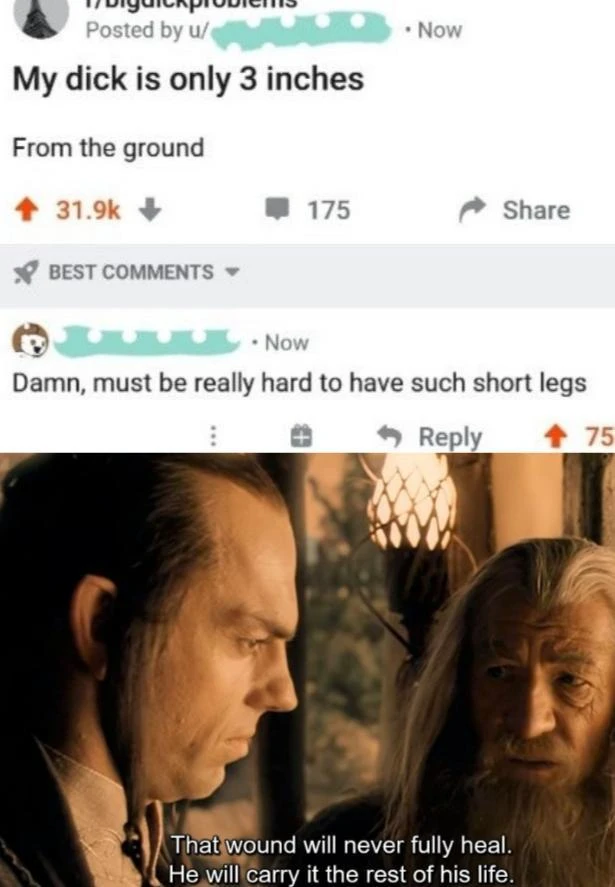 r/bigdickproblems
Posted by u/ • Now
My dick is only 3 inches
From the ground
31.9k 175 Share
BEST COMMENTS
• Now
Damn, must be really hard to have such short legs
Reply 75
That wound will never fully heal.
He will carry it the rest of his life.